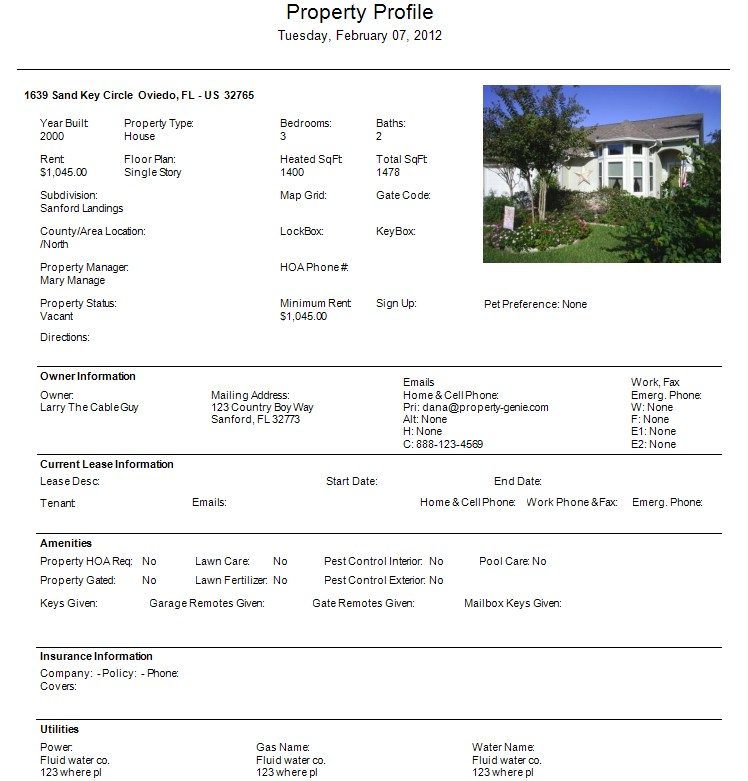 Property Profile
Tuesday, February 07, 2012
1639 Sand Key Circle Oviedo, FL - US 32765
Year Built: Property Type: Bedrooms: Baths:
2000 House 3 2
Rent: Floor Plan: Heated SqFt: Total SqFt:
$1,045.00 Single Story 1400 1478
Subdivision: Map Grid: Gate Code:
Sanford Landings
County/Area Location: LockBox: KeyBox:
/North
Property Manager: HOA Phone #:
Mary Manage
Property Status: Minimum Rent: Sign Up: Pet Preference: None
Vacant $1,045.00
Directions:
Owner Information
Owner: Mailing Address: Emails Work, Fax
Larry The Cable Guy 123 Country Boy Way Home & Cell Phone: Emerg. Phone:
Sanford, FL 32773 Pri: dana@property-genie.com W: None
Alt: None F: None
H: None E1: None
C: 888-123-4569 E2: None
Current Lease Information
Lease Desc: Start Date: End Date:
Tenant: Emails: Home & Cell Phone: Work Phone & Fax: Emerg. Phone:
Amenities
Property HOA Req: No Lawn Care: No Pest Control Interior: No Pool Care: No
Property Gated: No Lawn Fertilizer: No Pest Control Exterior: No
Keys Given: Garage Remotes Given: Gate Remotes Given: Mailbox Keys Given:
Insurance Information
Company: - Policy: - Phone:
Covers:
Utilities
Power: Gas Name: Water Name:
Fluid water co. Fluid water co. Fluid water co.
123 where pl 123 where pl 123 where pl